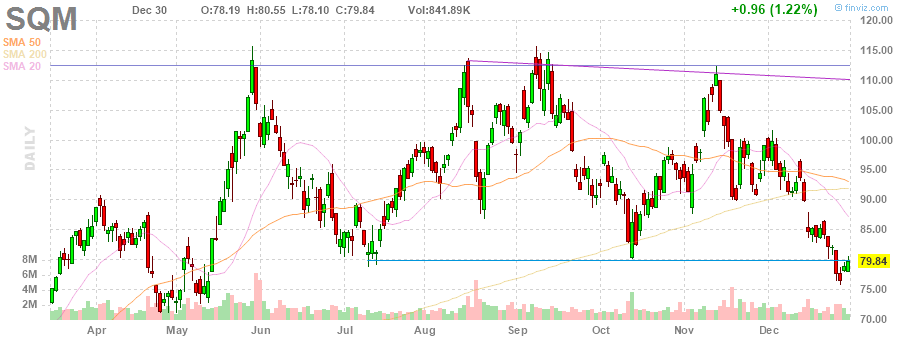 SQM
Dec 30 O:78.19 H:80.55 L:78.10 C:79.84 Vol:841.89K +0.96 (1.22%)
© finviz.com
SMA 50
SMA 200
SMA 20
DAILY
120.00
115.00
110.00
105.00
100.00
95.00
90.00
85.00
79.84
75.00
70.00
8M
6M
4M
2M
Apr May Jun Jul Aug Sep Oct Nov Dec